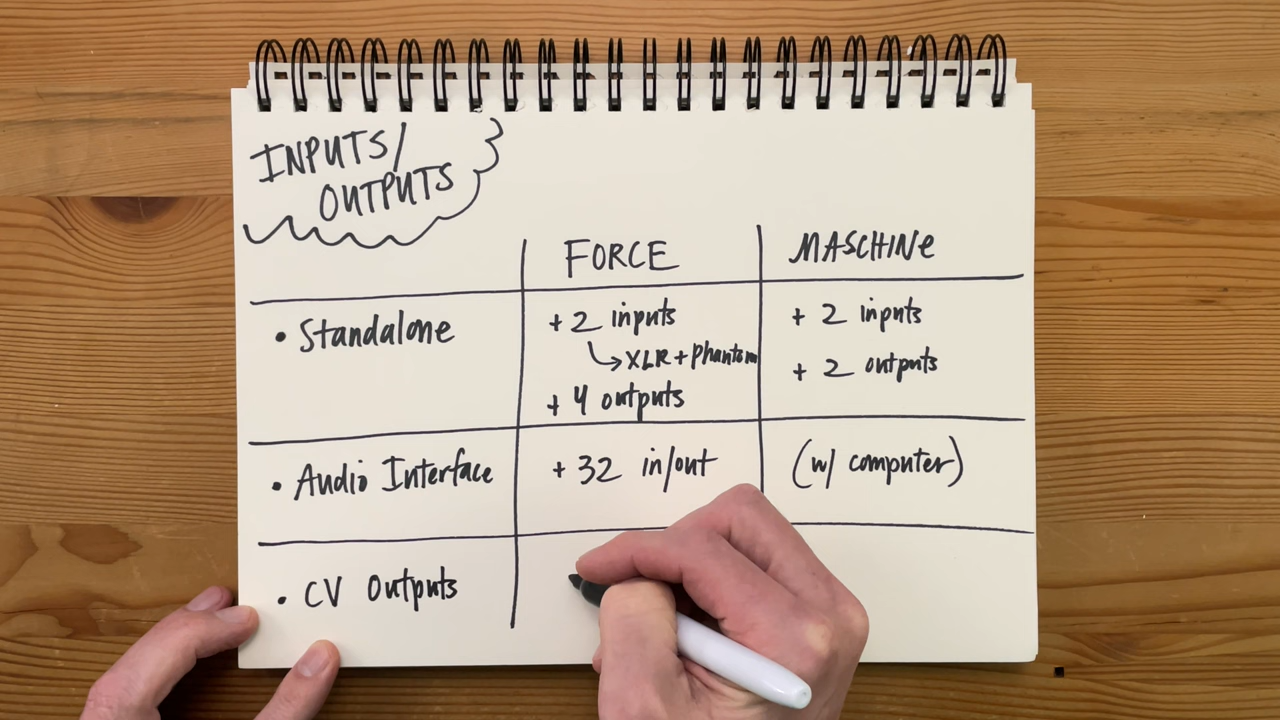 INPUTS/
OUTPUTS
FORCE MASCHINE
• Standalone + 2 inputs + 2 inputs
↳ XLR + phantom + 2 outputs
+ 4 outputs
• Audio Interface + 32 in/out (w/ computer)
• CV Outputs